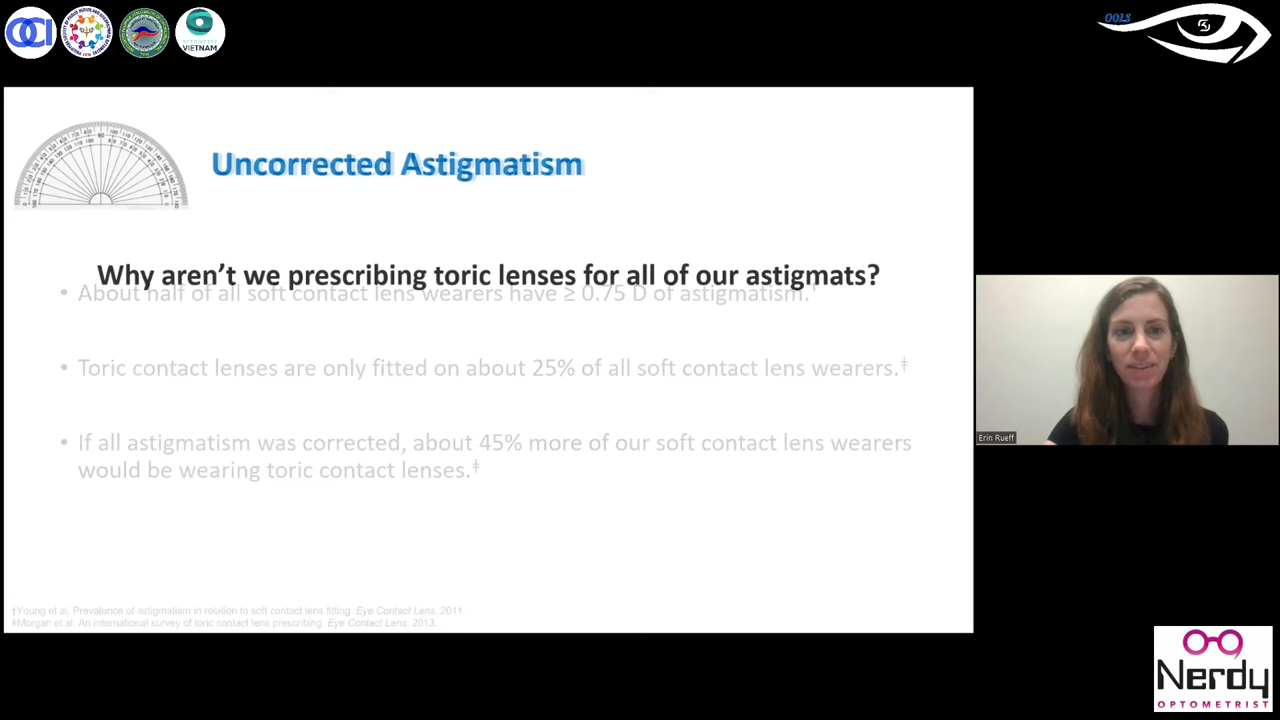 OCI
VIETNAM
OOLS
Uncorrected Astigmatism
Why aren't we prescribing toric lenses for all of our astigmats?
• About half of all soft contact lens wearers have ≥ 0.75 D of astigmatism.†
• Toric contact lenses are only fitted on about 25% of all soft contact lens wearers.‡
• If all astigmatism was corrected, about 45% more of our soft contact lens wearers
would be wearing toric contact lenses.‡
Erin Rueff
†Young et al. Prevalence of astigmatism in relation to soft contact lens fitting. Eye Contact Lens. 2011.
‡Morgan et al. An international survey of toric contact lens prescribing. Eye Contact Lens. 2013.
Nerdy
OPTOMETRIST